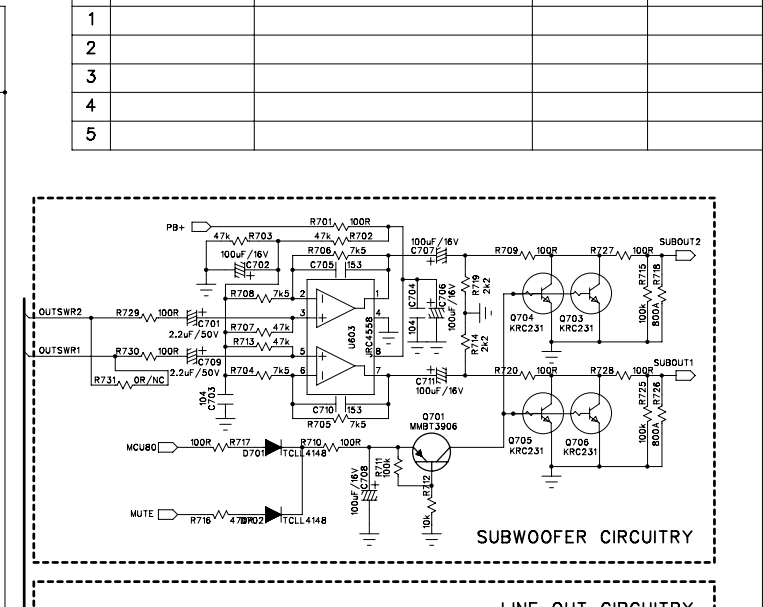 1
2
3
4
5
PB+
R701 100R
47k R703
47k R702
100uF/16V
C702
R706 7k5
C705 153
100uF/16V
C707
R709 100R
R727 100R
SUBOUT2
R715
100k
R718
800A
R719
2k2
C704
104
C706
100uF/16V
R708 7k5
2
3
1
4
OUTSWR2
R729 100R
C701
2.2uF/50V
R707 47k
R713 47k
U603
JRC4558
R714
2k2
Q704
KRC231
Q703
KRC231
OUTSWR1
R730 100R
C709
2.2uF/50V
5
6
8
7
R731 0R/NC
R704 7k5
104
C703
C710 153
R705 7k5
C711
100uF/16V
R720 100R
R728 100R
SUBOUT1
R725
100k
R726
800A
Q705
KRC231
Q706
KRC231
Q701
MMBT3906
MCU80
100R R717
D701 TCLL4148
R710 100R
100uF/16V
C708
R711
100k
R712
10k
MUTE
R716
D702 TCLL4148
SUBWOOFER CIRCUITRY
LINE OUT CIRCUITRY